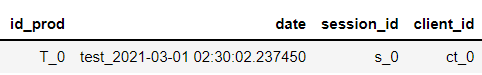 id_prod date session_id client_id
T_0 test_2021-03-01 02:30:02.237450 s_0 ct_0